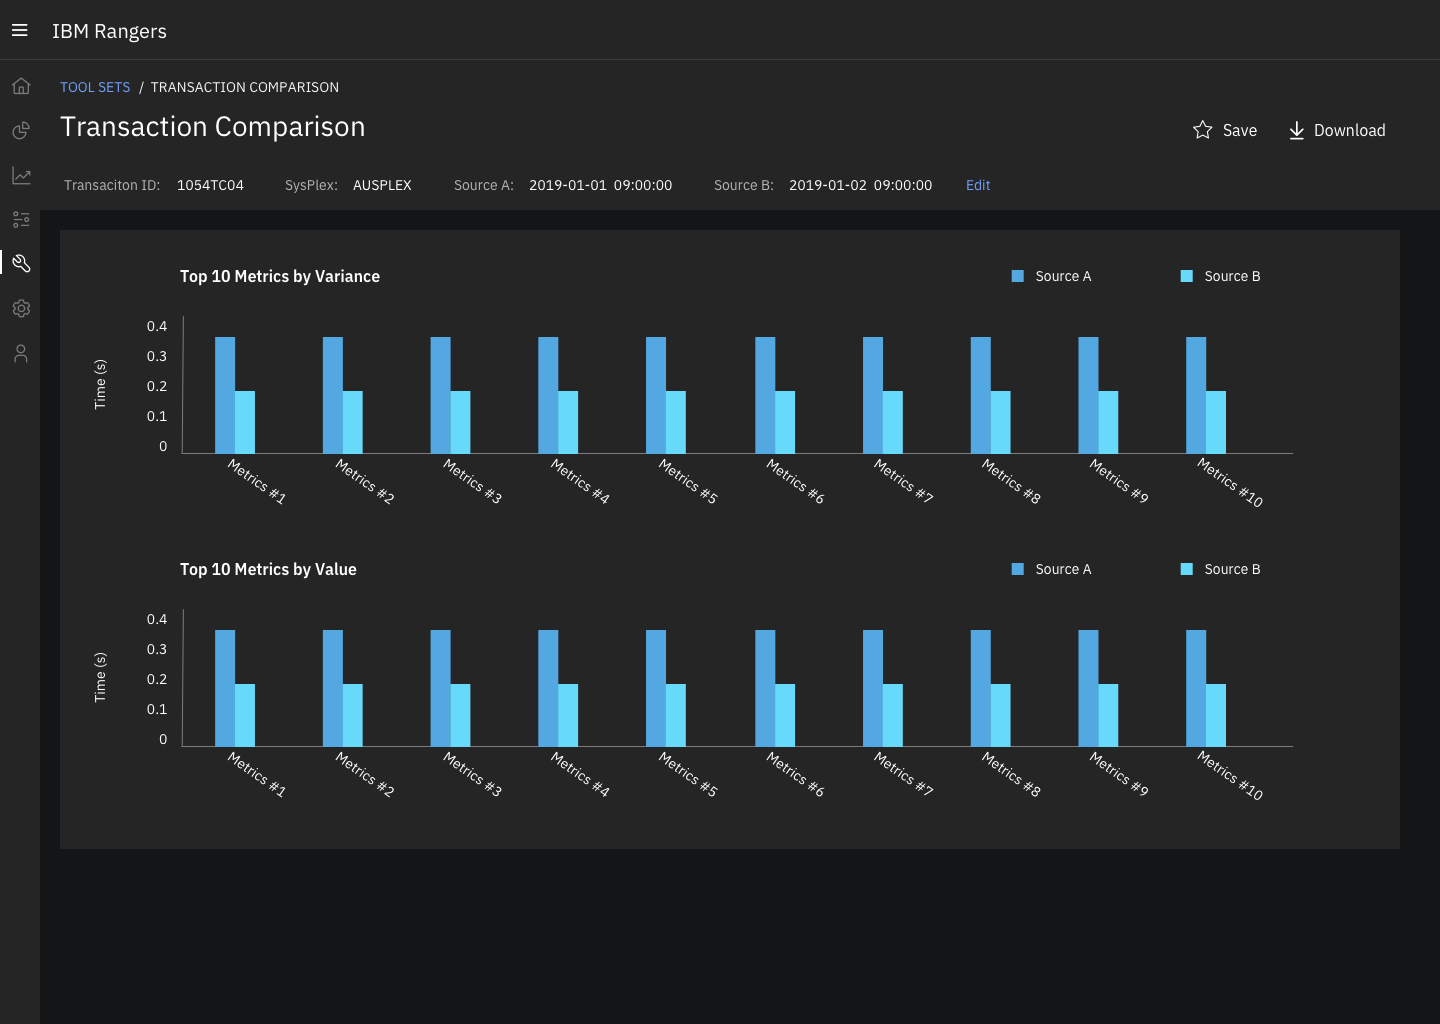 IBM Rangers
TOOL SETS / TRANSACTION COMPARISON
Transaction Comparison
Save
Download
Transaciton ID: 1054TC04 SysPlex: AUSPLEX Source A: 2019-01-01 09:00:00 Source B: 2019-01-02 09:00:00 Edit
Top 10 Metrics by Variance
Source A
Source B
Time (s)
0.4
0.3
0.2
0.1
0
Metrics #1
Metrics #2
Metrics #3
Metrics #4
Metrics #5
Metrics #6
Metrics #7
Metrics #8
Metrics #9
Metrics #10
Top 10 Metrics by Value
Source A
Source B
Time (s)
0.4
0.3
0.2
0.1
0
Metrics #1
Metrics #2
Metrics #3
Metrics #4
Metrics #5
Metrics #6
Metrics #7
Metrics #8
Metrics #9
Metrics #10